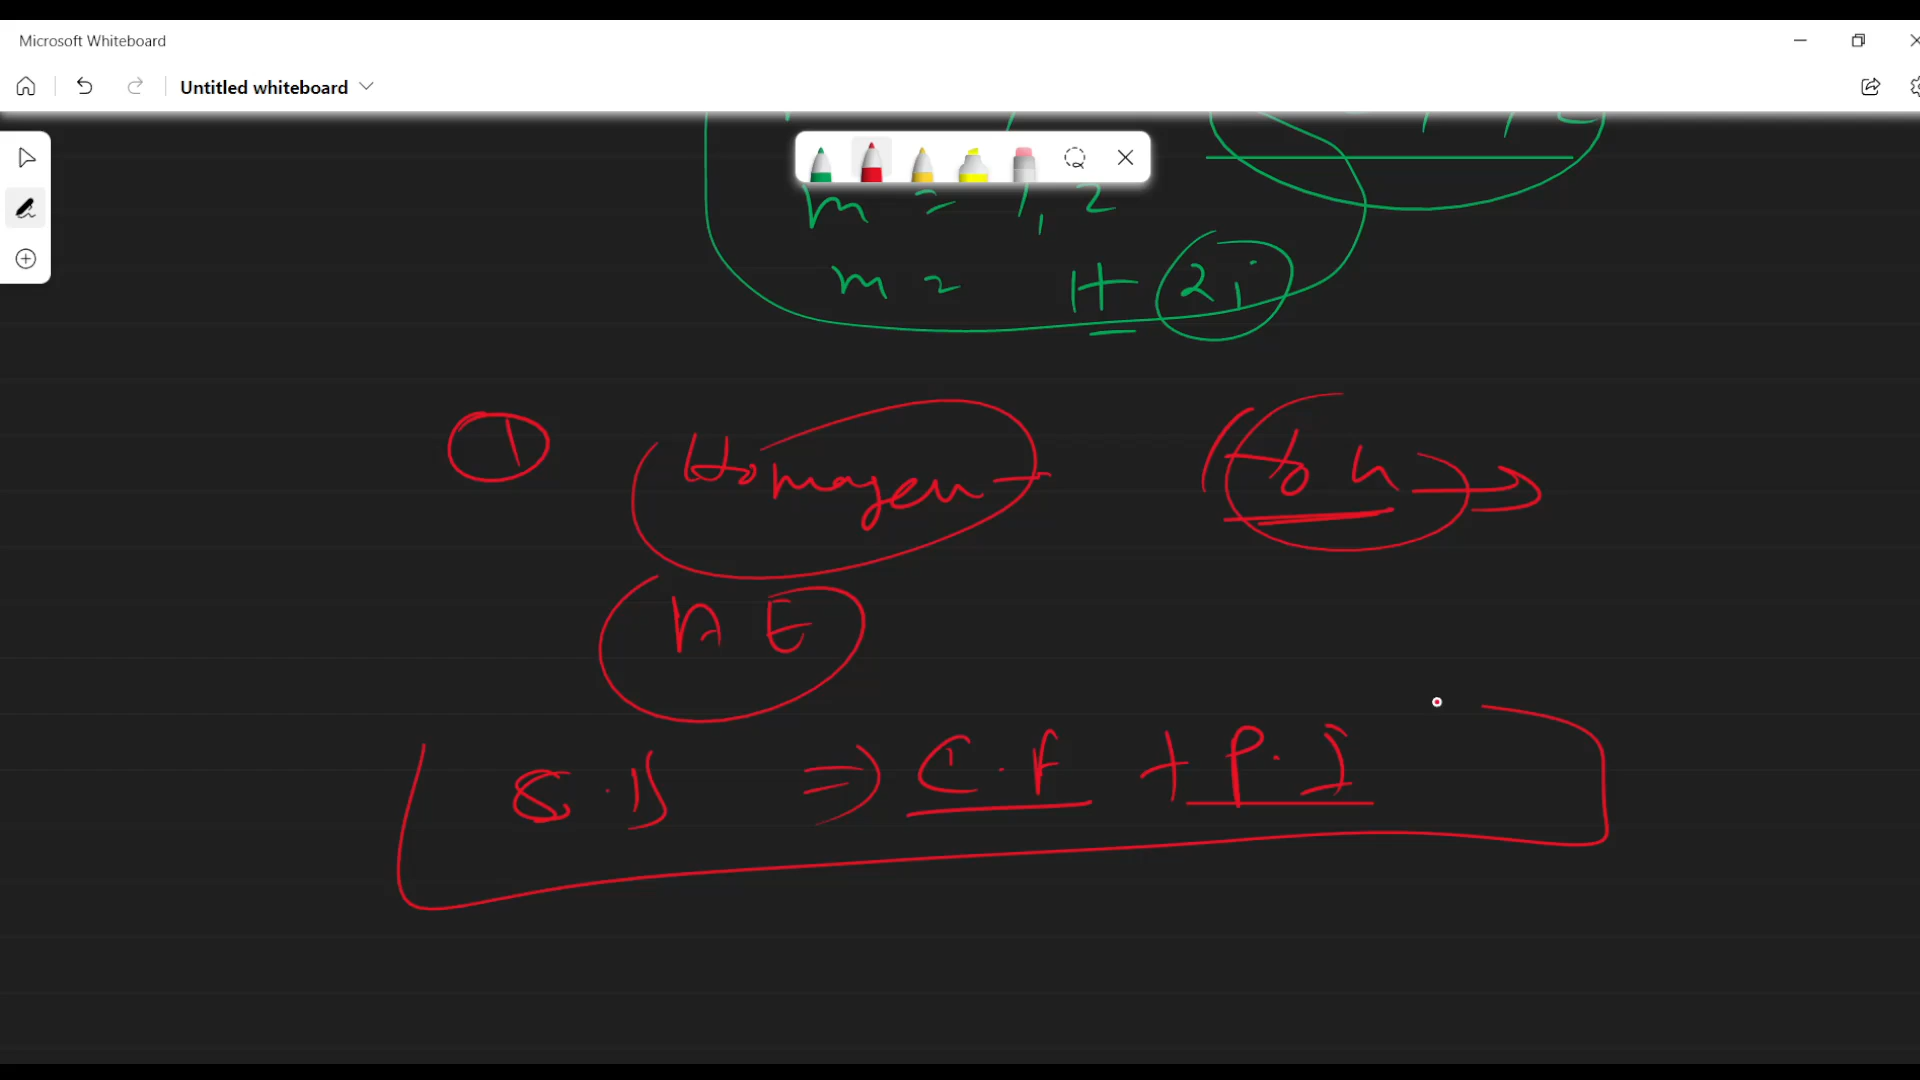 Microsoft Whiteboard
Untitled whiteboard
m = 1, 2
m = 1+ 2i
① Homogen
A E
⇒ C.F + P.I